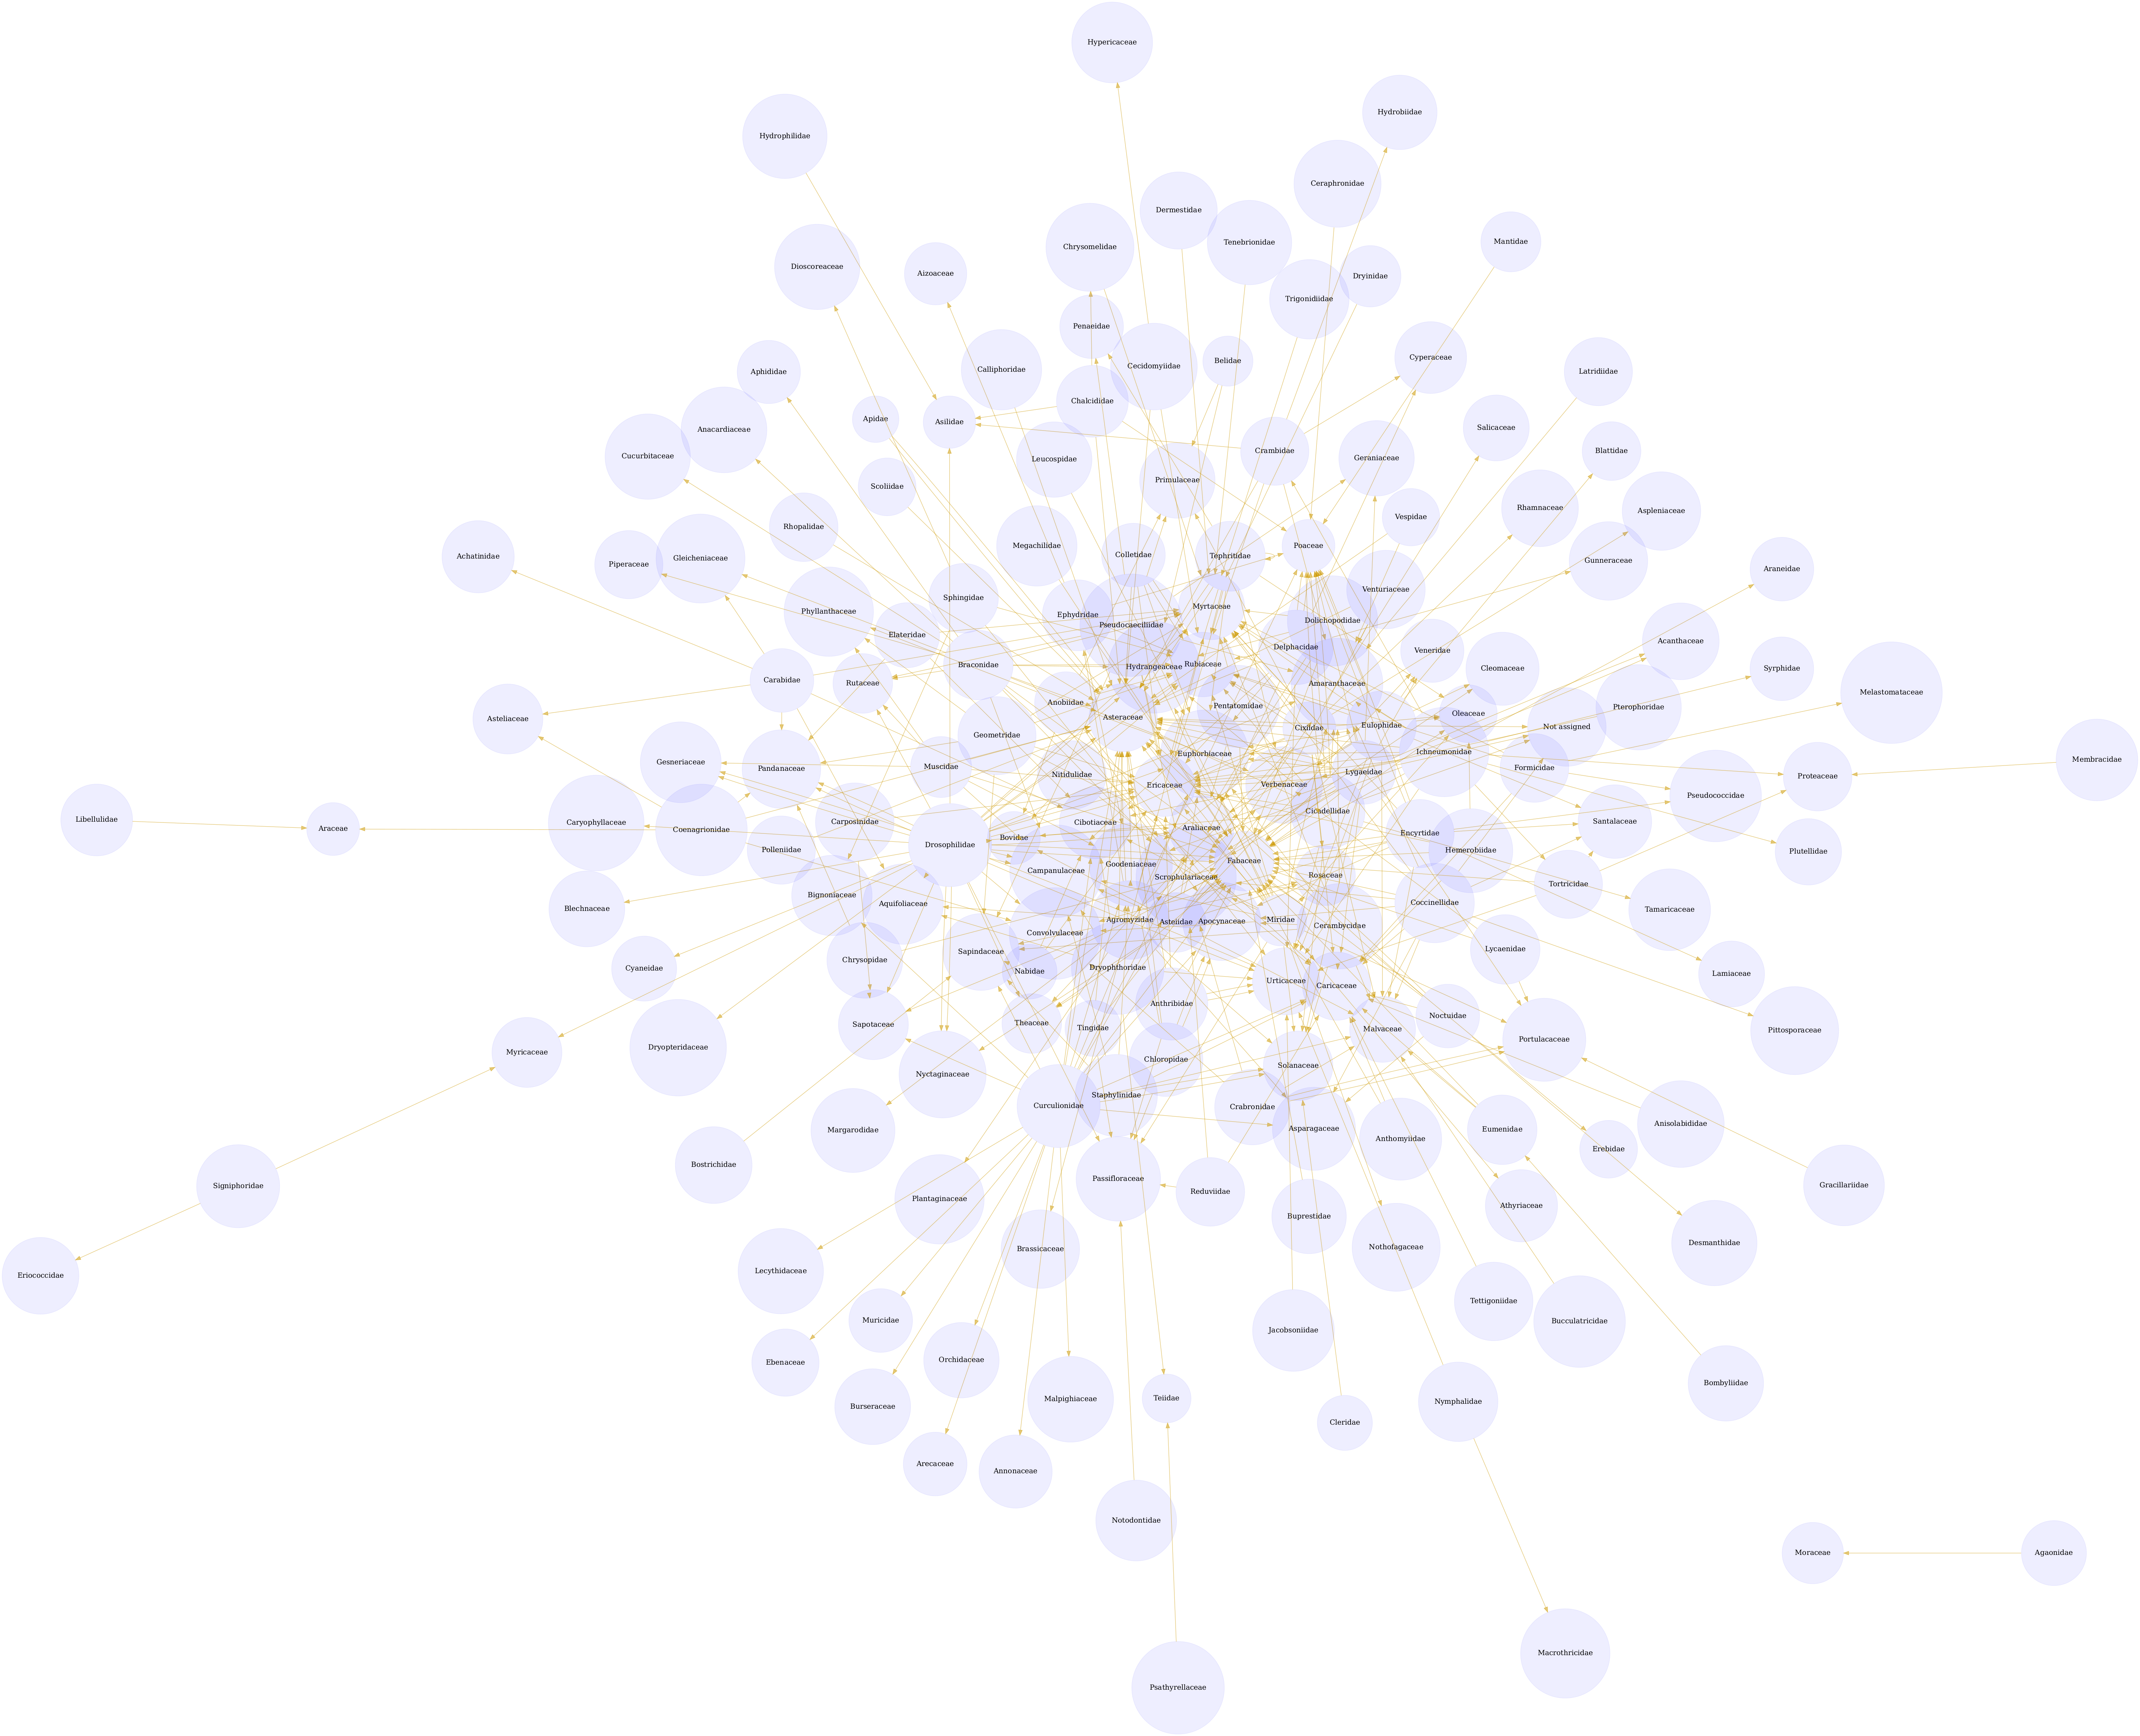 Hypericaceae
Hydrobiidae
Hydrophilidae
Ceraphronidae
Dermestidae
Tenebrionidae
Mantidae
Chrysomelidae
Dioscoreaceae
Aizoaceae
Dryinidae
Trigonidiidae
Penaeidae
Cyperaceae
Belidae
Cecidomyiidae
Calliphoridae
Aphididae
Latridiidae
Chalcididae
Apidae
Asilidae
Anacardiaceae
Salicaceae
Crambidae
Blattidae
Cucurbitaceae
Leucospidae
Geraniaceae
Primulaceae
Scoliidae
Rhamnaceae
Aspleniaceae
Vespidae
Rhopalidae
Megachilidae
Poaceae
Colletidae
Tephritidae
Achatinidae
Gleicheniaceae
Gunneraceae
Piperaceae
Araneidae
Venturiaceae
Sphingidae
Myrtaceae
Phyllanthaceae
Ephydridae
Dolichopodidae
Pseudocaeciliidae
Elateridae
Acanthaceae
Delphacidae
Veneridae
Rubiaceae
Braconidae
Hydrangeaceae
Cleomaceae
Syrphidae
Carabidae
Rutaceae
Amaranthaceae
Melastomataceae
Anobiidae
Pentatomidae
Pterophoridae
Oleaceae
Asteraceae
Asteliaceae
Eulophidae
Not assigned
Cixiidae
Geometridae
Ichneumonidae
Euphorbiaceae
Membracidae
Gesneriaceae
Muscidae
Formicidae
Pandanaceae
Lygaeidae
Nitidulidae
Proteaceae
Ericaceae
Verbenaceae
Pseudococcidae
Cicadellidae
Libellulidae
Santalaceae
Carposinidae
Caryophyllaceae
Cibotiaceae
Araceae
Araliaceae
Coenagrionidae
Encyrtidae
Bovidae
Drosophilidae
Polleniidae
Hemerobiidae
Plutellidae
Fabaceae
Goodeniaceae
Campanulaceae
Rosaceae
Scrophulariaceae
Tortricidae
Bignoniaceae
Coccinellidae
Aquifoliaceae
Blechnaceae
Tamaricaceae
Agromyzidae
Miridae
Asteiidae
Apocynaceae
Cerambycidae
Convolvulaceae
Lycaenidae
Sapindaceae
Chrysopidae
Cyaneidae
Dryophthoridae
Nabidae
Lamiaceae
Urticaceae
Caricaceae
Anthribidae
Noctuidae
Theaceae
Sapotaceae
Tingidae
Malvaceae
Pittosporaceae
Portulacaceae
Dryopteridaceae
Myricaceae
Chloropidae
Solanaceae
Nyctaginaceae
Staphylinidae
Curculionidae
Crabronidae
Anisolabididae
Asparagaceae
Margarodidae
Eumenidae
Anthomyiidae
Erebidae
Bostrichidae
Passifloraceae
Gracillariidae
Signiphoridae
Reduviidae
Plantaginaceae
Athyriaceae
Buprestidae
Desmanthidae
Nothofagaceae
Brassicaceae
Lecythidaceae
Eriococcidae
Tettigoniidae
Muricidae
Bucculatricidae
Jacobsoniidae
Orchidaceae
Ebenaceae
Bombyliidae
Teiidae
Malpighiaceae
Nymphalidae
Burseraceae
Cleridae
Arecaceae
Annonaceae
Notodontidae
Moraceae
Agaonidae
Macrothricidae
Psathyrellaceae